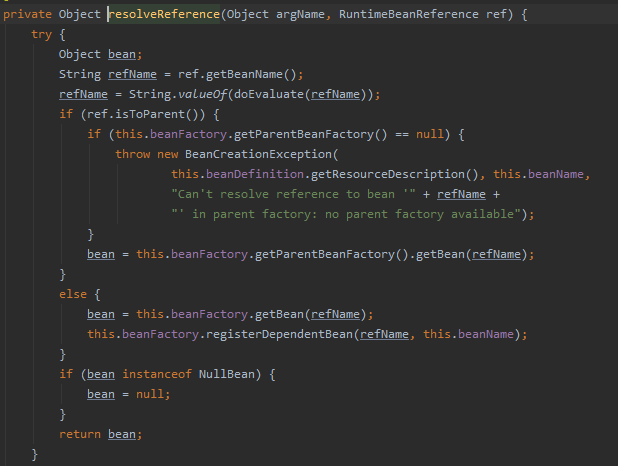 private Object resolveReference(Object argName, RuntimeBeanReference ref) {
    try {
        Object bean;
        String refName = ref.getBeanName();
        refName = String.valueOf(doEvaluate(refName));
        if (ref.isToParent()) {
            if (this.beanFactory.getParentBeanFactory() == null) {
                throw new BeanCreationException(
                        this.beanDefinition.getResourceDescription(), this.beanName,
                        "Can't resolve reference to bean '" + refName +
                        "' in parent factory: no parent factory available");
            }
            bean = this.beanFactory.getParentBeanFactory().getBean(refName);
        }
        else {
            bean = this.beanFactory.getBean(refName);
            this.beanFactory.registerDependentBean(refName, this.beanName);
        }
        if (bean instanceof NullBean) {
            bean = null;
        }
        return bean;
    }